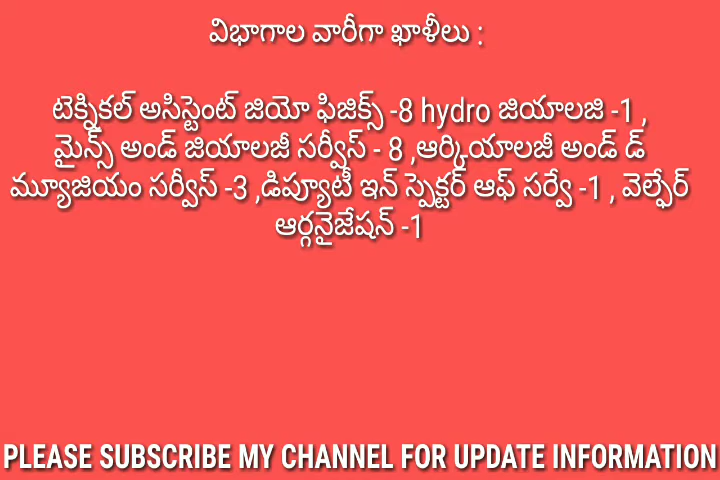 విభాగాల వారీగా ఖాళీలు :
టెక్నికల్ అసిస్టెంట్ జియో ఫిజిక్స్ -8 hydro జియాలజి -1 ,
మైన్స్ అండ్ జియాలజీ సర్వీస్ - 8 ,ఆర్కియాలజీ అండ్ డ్
మ్యూజియం సర్వీస్ -3 ,డిప్యూటీ ఇన్ స్పెక్టర్ ఆఫ్ సర్వే -1 , వెల్ఫేర్
ఆర్గనైజేషన్ -1
PLEASE SUBSCRIBE MY CHANNEL FOR UPDATE INFORMATION